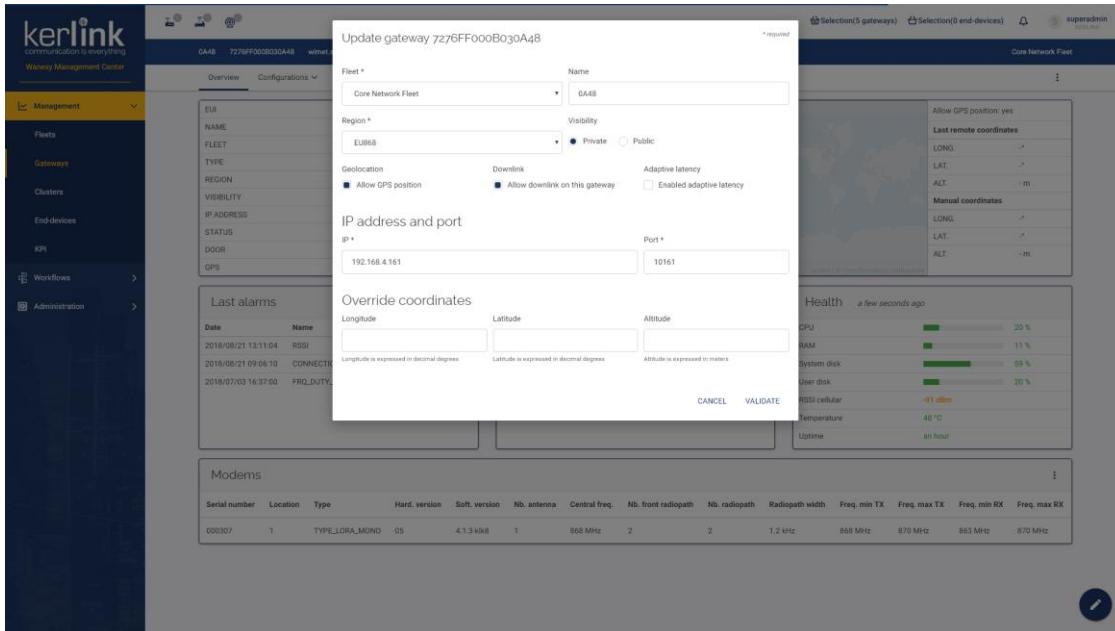 kerlink
communication is everything
Wanesy Management Center
Management
Fleets
Gateways
Clusters
End-devices
KPI
Workflows
Administration
Selection(5 gateways)
Selection(0 end-devices)
superadmin
0A48 7276FF000B030A48
Core Network Fleet
Overview Configurations
EUI
NAME
FLEET
TYPE
REGION
VISIBILITY
IP ADDRESS
STATUS
DOOR
GPS
Update gateway 7276FF000B030A48
* required
Fleet * Name
Core Network Fleet 0A48
Region * Visibility
EU868 Private Public
Geolocation Downlink Adaptive latency
Allow GPS position Allow downlink on this gateway Enabled adaptive latency
IP address and port
IP * Port *
192.168.4.161 10161
Override coordinates
Longitude Latitude Altitude
Longitude is expressed in decimal degrees Latitude is expressed in decimal degrees Altitude is expressed in meters
CANCEL VALIDATE
Allow GPS position: yes
Last remote coordinates
LONG. -°
LAT. -°
ALT. - m
Manual coordinates
LONG. -°
LAT. -°
ALT. - m
Last alarms
Date Name
2018/08/21 13:11:04 RSSI
2018/08/21 09:06:10
2018/07/03 16:37:00
Health a few seconds ago
CPU 20 %
RAM 11 %
System disk 59 %
User disk 20 %
RSSI cellular -91 dBm
Temperature 40 °C
Uptime an hour
Modems
Serial number Location Type Hard. version Soft. version Nb. antenna Central freq. Nb. front radiopath Nb. radiopath Radiopath width Freq. min TX Freq. max TX Freq. min RX Freq. max RX
000307 1 TYPE_LORA_MONO 05 4.1.3 klk8 1 868 MHz 2 2 1.2 kHz 868 MHz 870 MHz 863 MHz 870 MHz